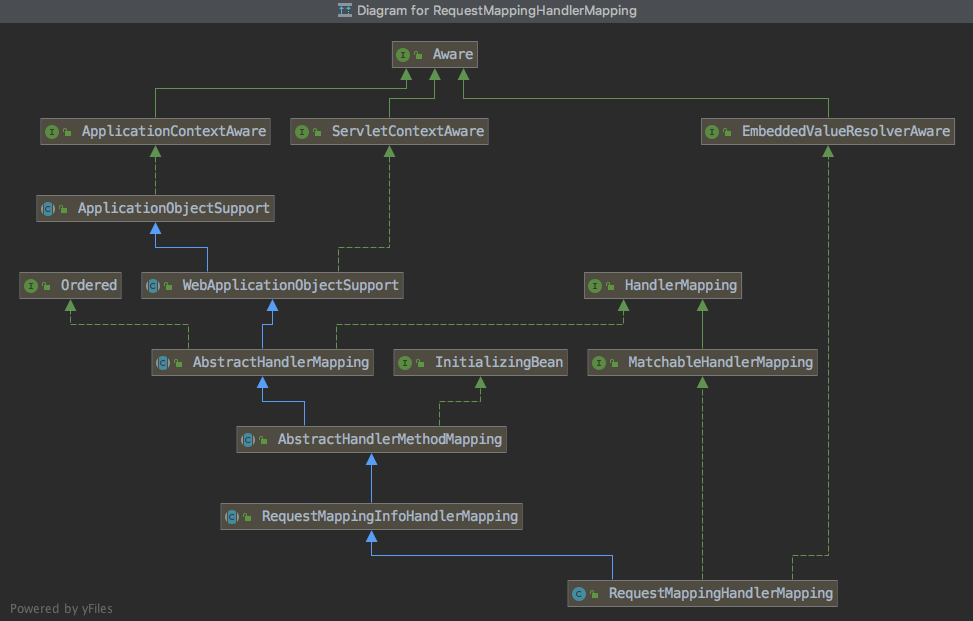 Diagram for RequestMappingHandlerMapping
Aware
ApplicationContextAware
ServletContextAware
EmbeddedValueResolverAware
ApplicationObjectSupport
Ordered
WebApplicationObjectSupport
HandlerMapping
AbstractHandlerMapping
InitializingBean
MatchableHandlerMapping
AbstractHandlerMethodMapping
RequestMappingInfoHandlerMapping
RequestMappingHandlerMapping
Powered by yFiles